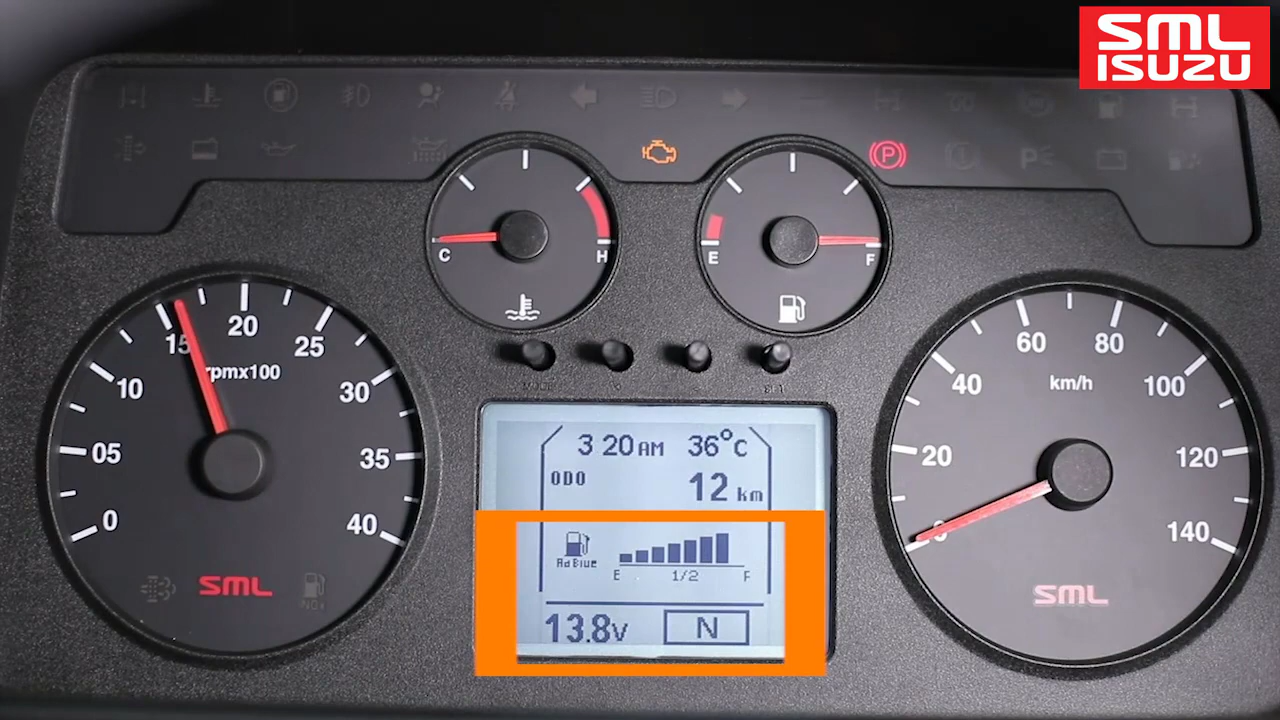 SML
ISUZU
C
H
E
F
0
05
10
15
20
25
30
35
40
rpmx100
SML
3 20 AM 36°C
ODO
12 km
AdBlue
E 1/2 F
13.8V N
0
20
40
60
80
100
120
140
km/h
SML
P
P